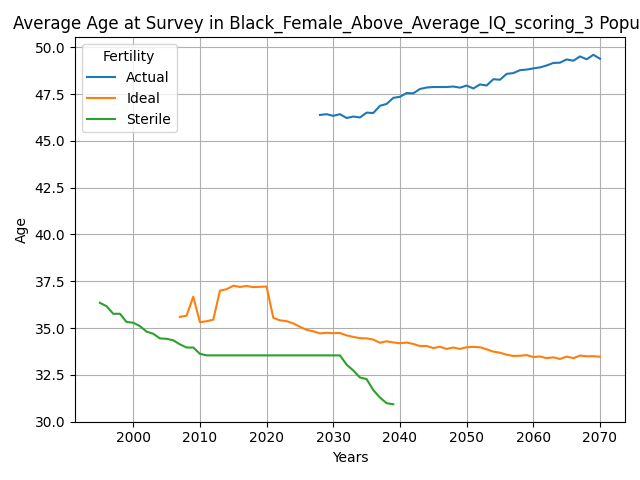 Average Age at Survey in Black_Female_Above_Average_IQ_scoring_3 Popu
Fertility
Actual
Ideal
Sterile
50.0
47.5
45.0
42.5
40.0
37.5
35.0
32.5
30.0
Age
2000 2010 2020 2030 2040 2050 2060 2070
Years